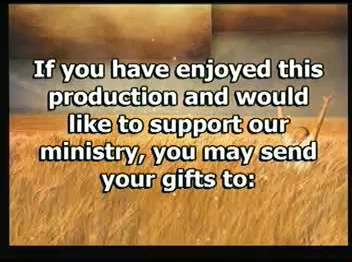 If you have enjoyed this
production and would
like to support our
ministry, you may send
your gifts to: